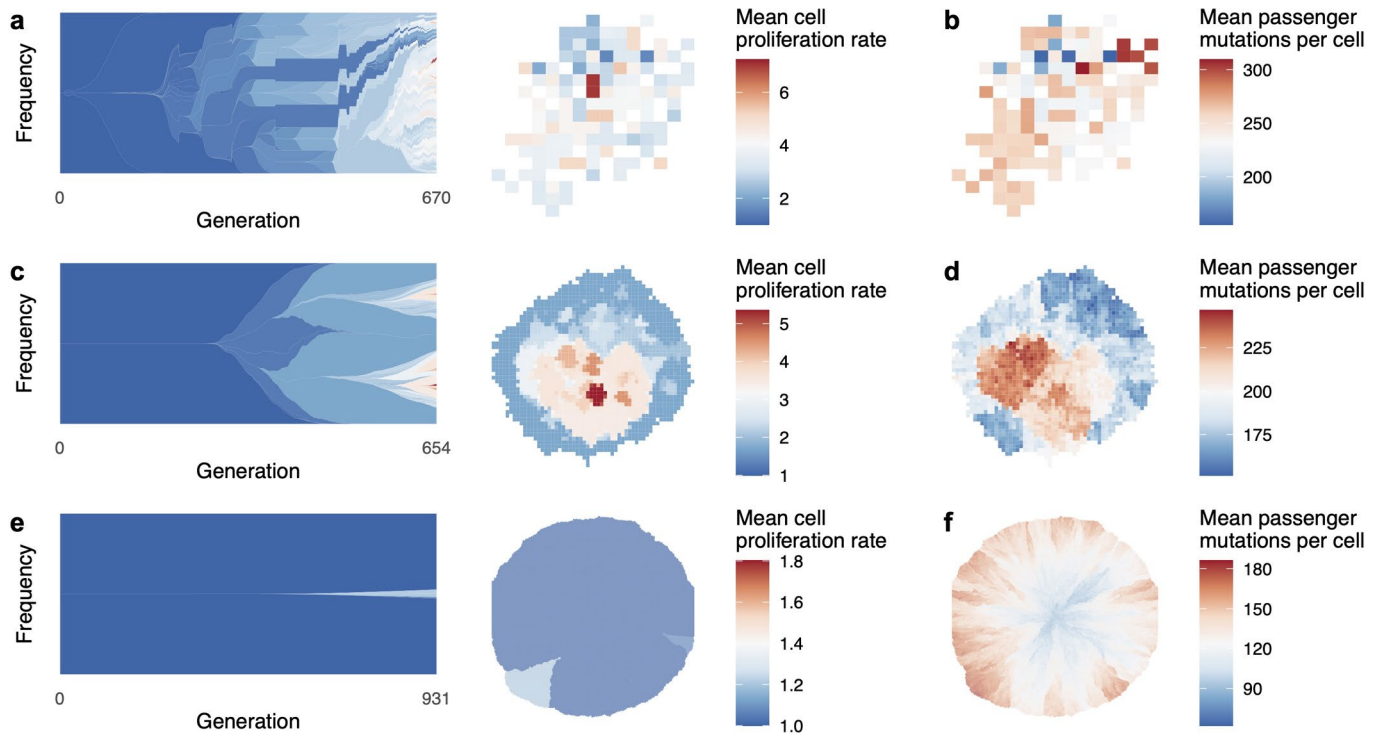 a
Frequency
0
670
Generation
Mean cell
proliferation rate
6
4
2
b
Mean passenger
mutations per cell
300
250
200
c
Frequency
0
654
Generation
Mean cell
proliferation rate
5
4
3
2
1
d
Mean passenger
mutations per cell
225
200
175
e
Frequency
0
931
Generation
Mean cell
proliferation rate
1.8
1.6
1.4
1.2
1.0
f
Mean passenger
mutations per cell
180
150
120
90